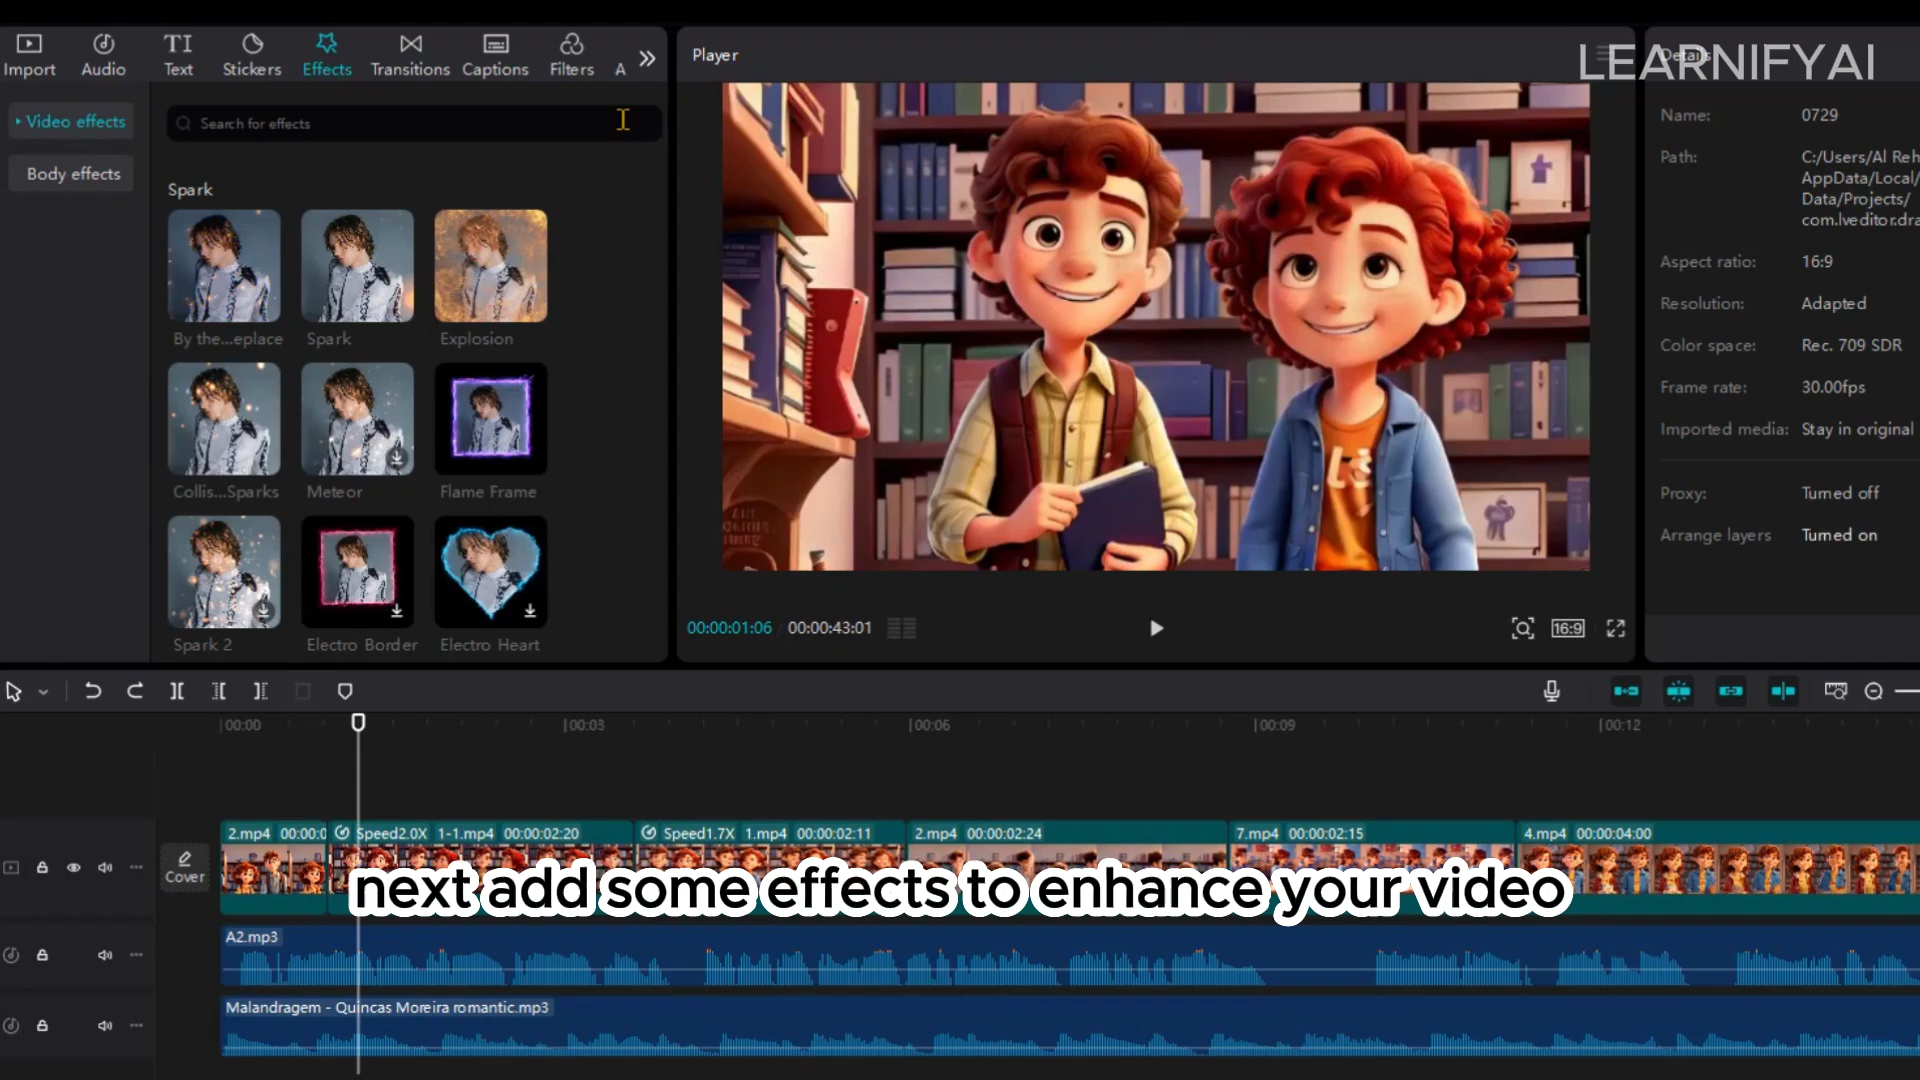 Import
Audio
Text
Stickers
Effects
Transitions
Captions
Filters
A
Player
LEARNIFYAI
Details
Video effects
Body effects
Search for effects
Spark
By the...eplace
Spark
Explosion
Collis...Sparks
Meteor
Flame Frame
Spark 2
Electro Border
Electro Heart
Name: 0729
Path: C:/Users/Al Reh
AppData/Local/
Data/Projects/
com.lveditor.dra
Aspect ratio: 16:9
Resolution: Adapted
Color space: Rec. 709 SDR
Frame rate: 30.00fps
Imported media: Stay in original
Proxy: Turned off
Arrange layers Turned on
00:00:01:06 00:00:43:01
16:9
00:00 00:03 00:06 00:09 00:12
2.mp4 00:00:0 Speed2.0X 1-1.mp4 00:00:02:20 Speed1.7X 1.mp4 00:00:02:11 2.mp4 00:00:02:24 7.mp4 00:00:02:15 4.mp4 00:00:04:00
Cover
next add some effects to enhance your video
A2.mp3
Malandragem - Quincas Moreira romantic.mp3